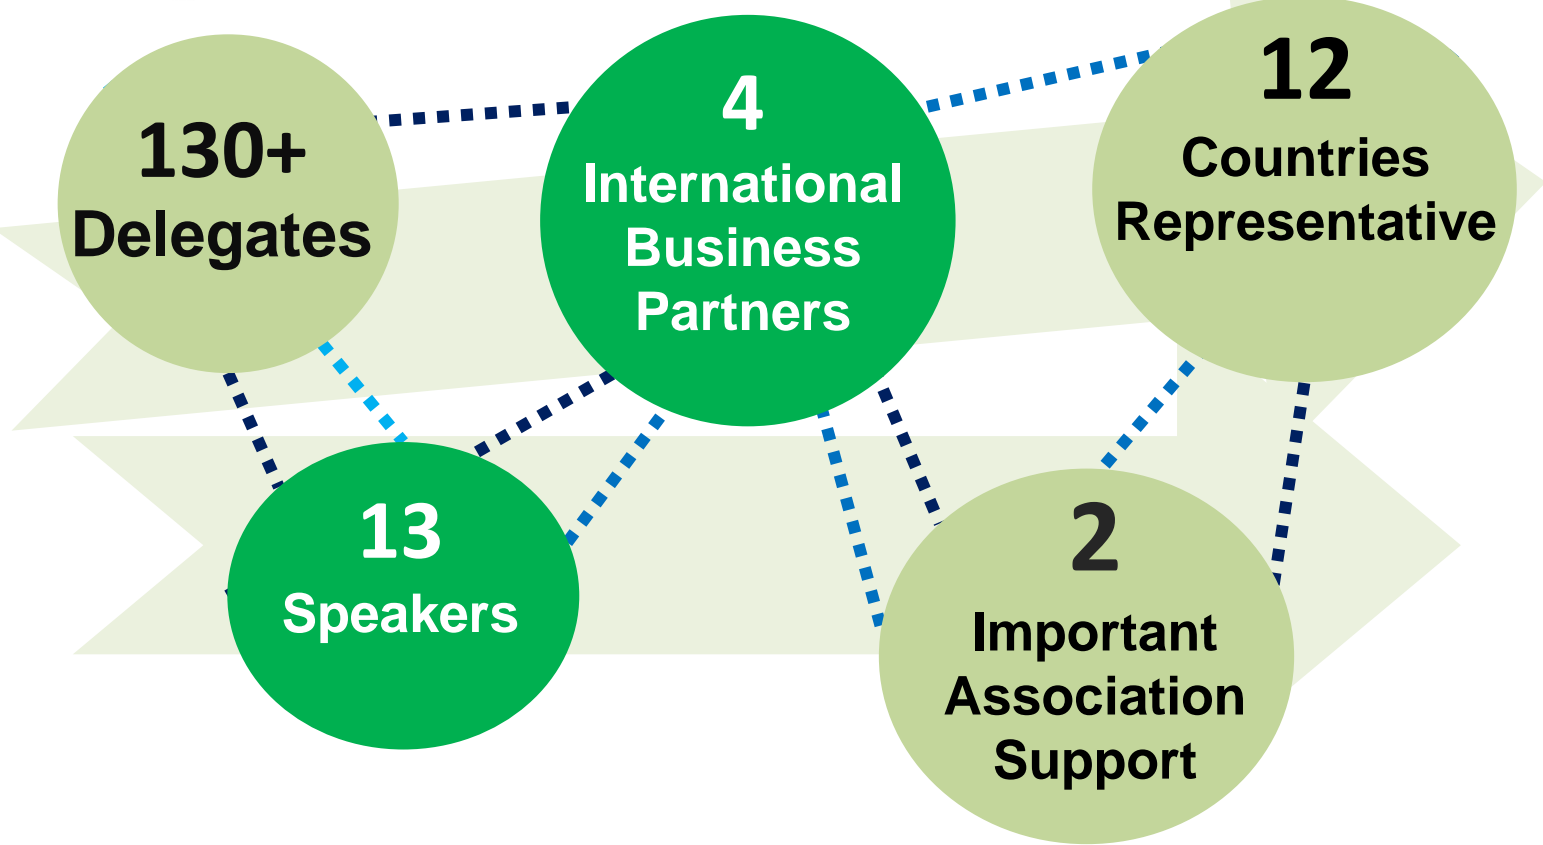 130+
Delegates
4
International
Business
Partners
12
Countries
Representative
13
Speakers
2
Important
Association
Support